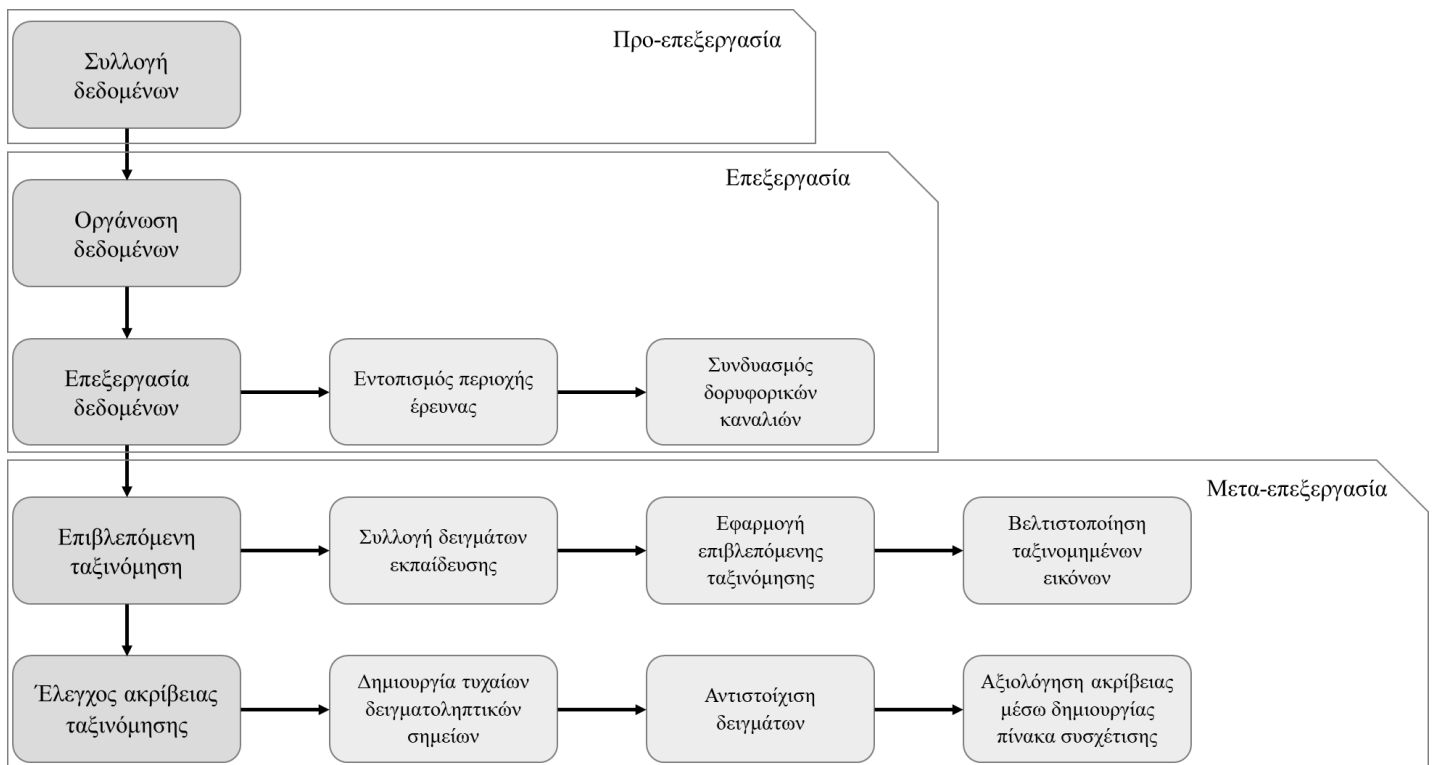 Προ-επεξεργασία
Συλλογή
δεδομένων
Επεξεργασία
Οργάνωση
δεδομένων
Επεξεργασία
δεδομένων
Εντοπισμός περιοχής
έρευνας
Συνδυασμός
δορυφορικών
καναλιών
Μετα-επεξεργασία
Επιβλεπόμενη
ταξινόμηση
Συλλογή δειγμάτων
εκπαίδευσης
Εφαρμογή
επιβλεπόμενης
ταξινόμησης
Βελτιστοποίηση
ταξινομημένων
εικόνων
Έλεγχος ακρίβειας
ταξινόμησης
Δημιουργία τυχαίων
δειγματοληπτικών
σημείων
Αντιστοίχιση
δειγμάτων
Αξιολόγηση ακρίβειας
μέσω δημιουργίας
πίνακα συσχέτισης